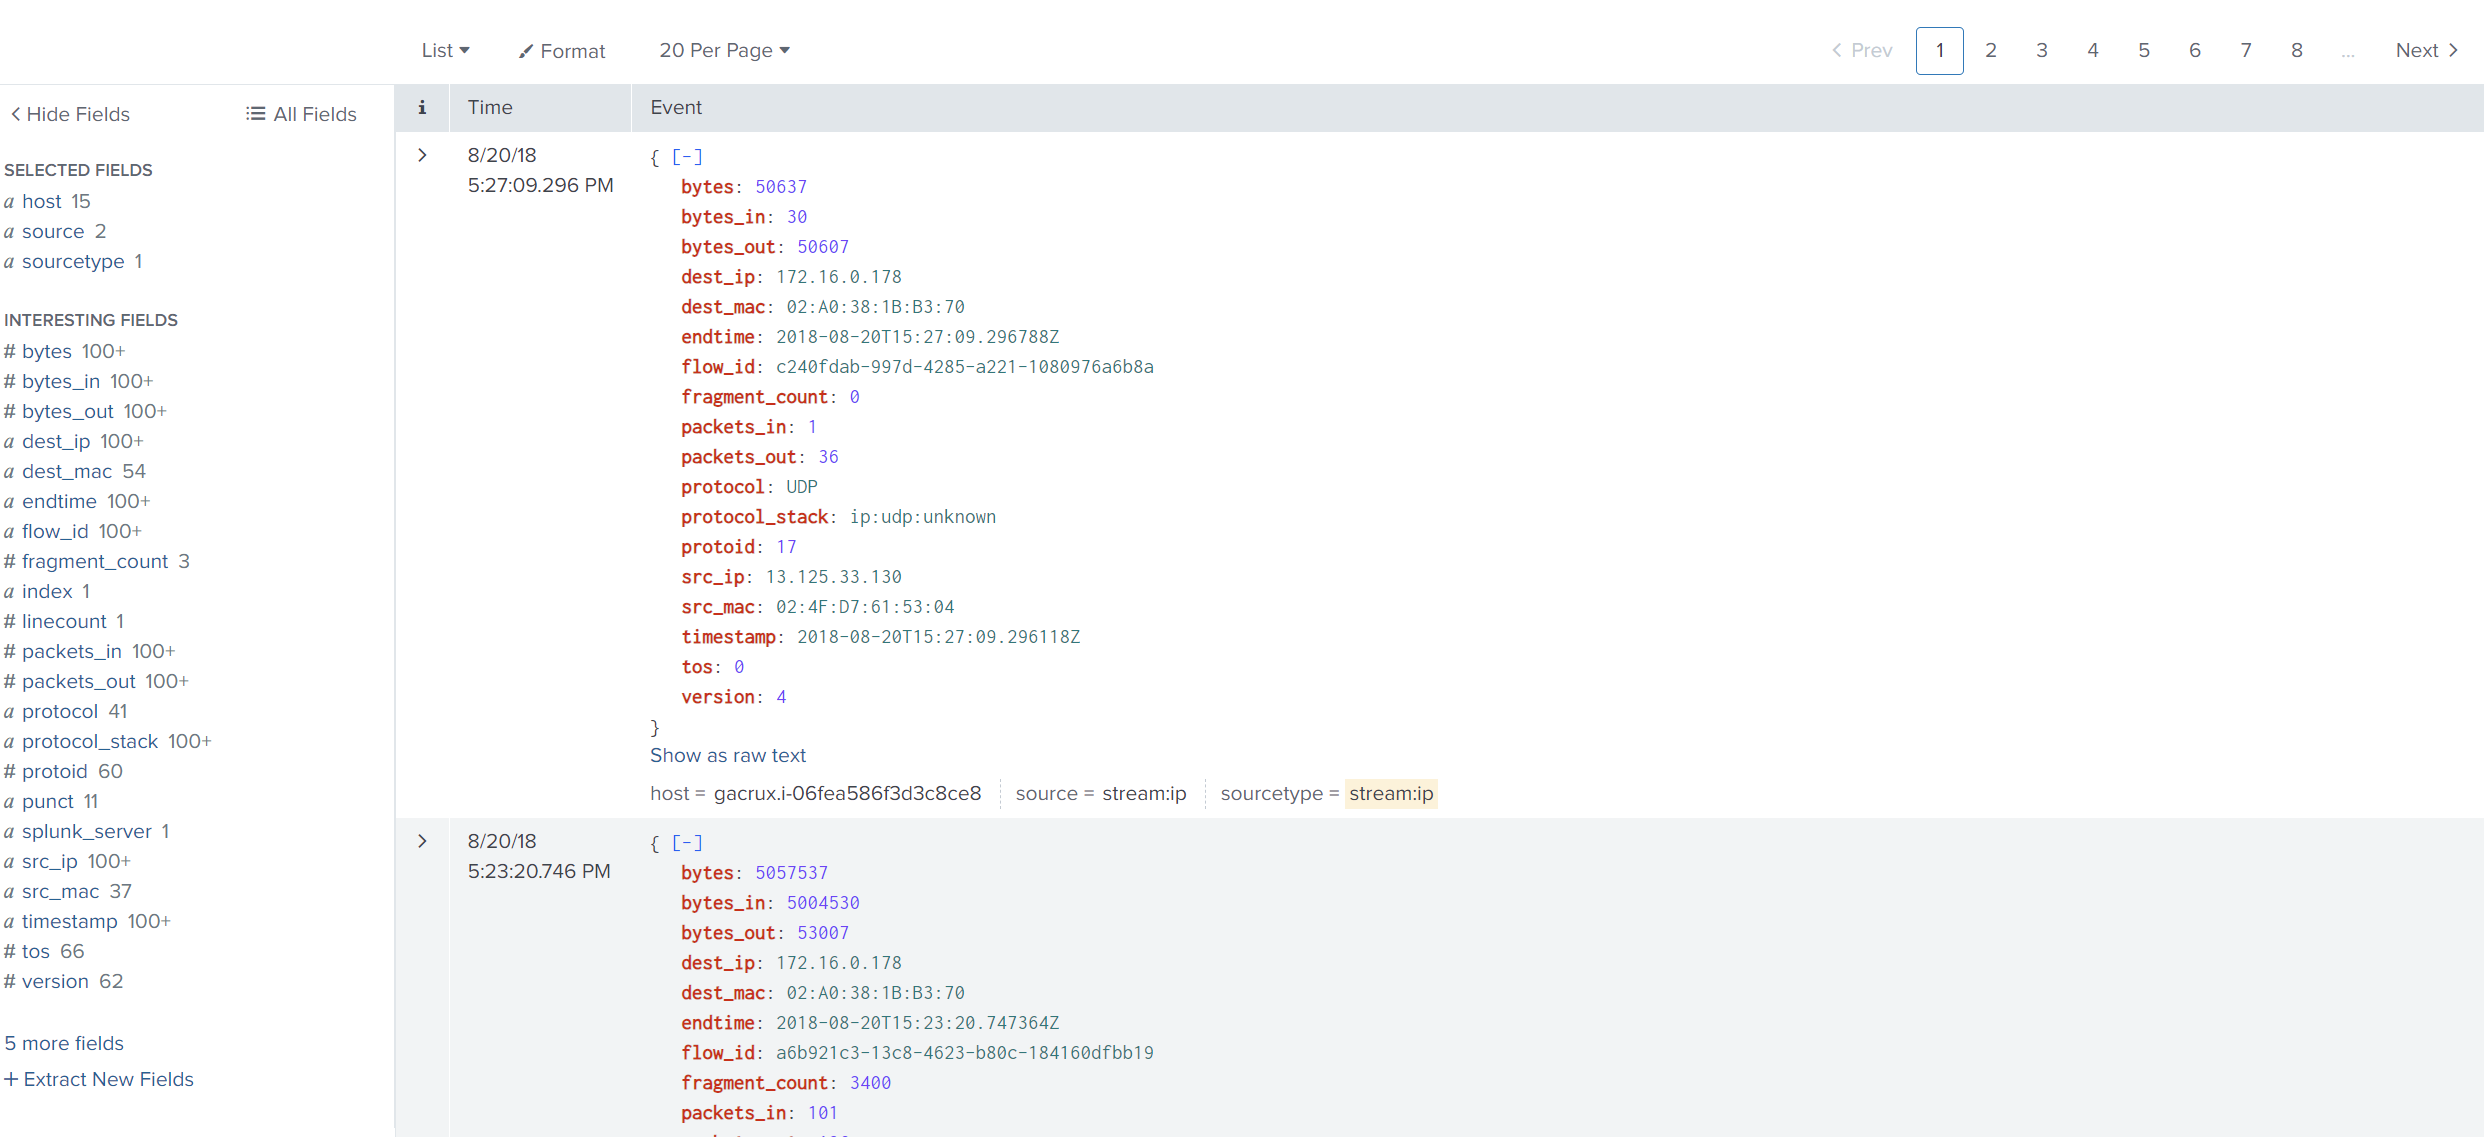 List Format 20 Per Page Prev 1 2 3 4 5 6 7 8 ... Next
Hide Fields All Fields
SELECTED FIELDS
a host 15
a source 2
a sourcetype 1
INTERESTING FIELDS
# bytes 100+
# bytes_in 100+
# bytes_out 100+
a dest_ip 100+
a dest_mac 54
a endtime 100+
a flow_id 100+
# fragment_count 3
a index 1
# linecount 1
# packets_in 100+
# packets_out 100+
a protocol 41
a protocol_stack 100+
# protoid 60
a punct 11
a splunk_server 1
a src_ip 100+
a src_mac 37
a timestamp 100+
# tos 66
# version 62
5 more fields
+ Extract New Fields
i Time Event
8/20/18
5:27:09.296 PM
{ [-]
bytes: 50637
bytes_in: 30
bytes_out: 50607
dest_ip: 172.16.0.178
dest_mac: 02:A0:38:1B:B3:70
endtime: 2018-08-20T15:27:09.296788Z
flow_id: c240fdab-997d-4285-a221-1080976a6b8a
fragment_count: 0
packets_in: 1
packets_out: 36
protocol: UDP
protocol_stack: ip:udp:unknown
protoid: 17
src_ip: 13.125.33.130
src_mac: 02:4F:D7:61:53:04
timestamp: 2018-08-20T15:27:09.296118Z
tos: 0
version: 4
}
Show as raw text
host = gacrux.i-06fea586f3d3c8ce8 source = stream:ip sourcetype = stream:ip
8/20/18
5:23:20.746 PM
{ [-]
bytes: 5057537
bytes_in: 5004530
bytes_out: 53007
dest_ip: 172.16.0.178
dest_mac: 02:A0:38:1B:B3:70
endtime: 2018-08-20T15:23:20.747364Z
flow_id: a6b921c3-13c8-4623-b80c-184160dfbb19
fragment_count: 3400
packets_in: 101